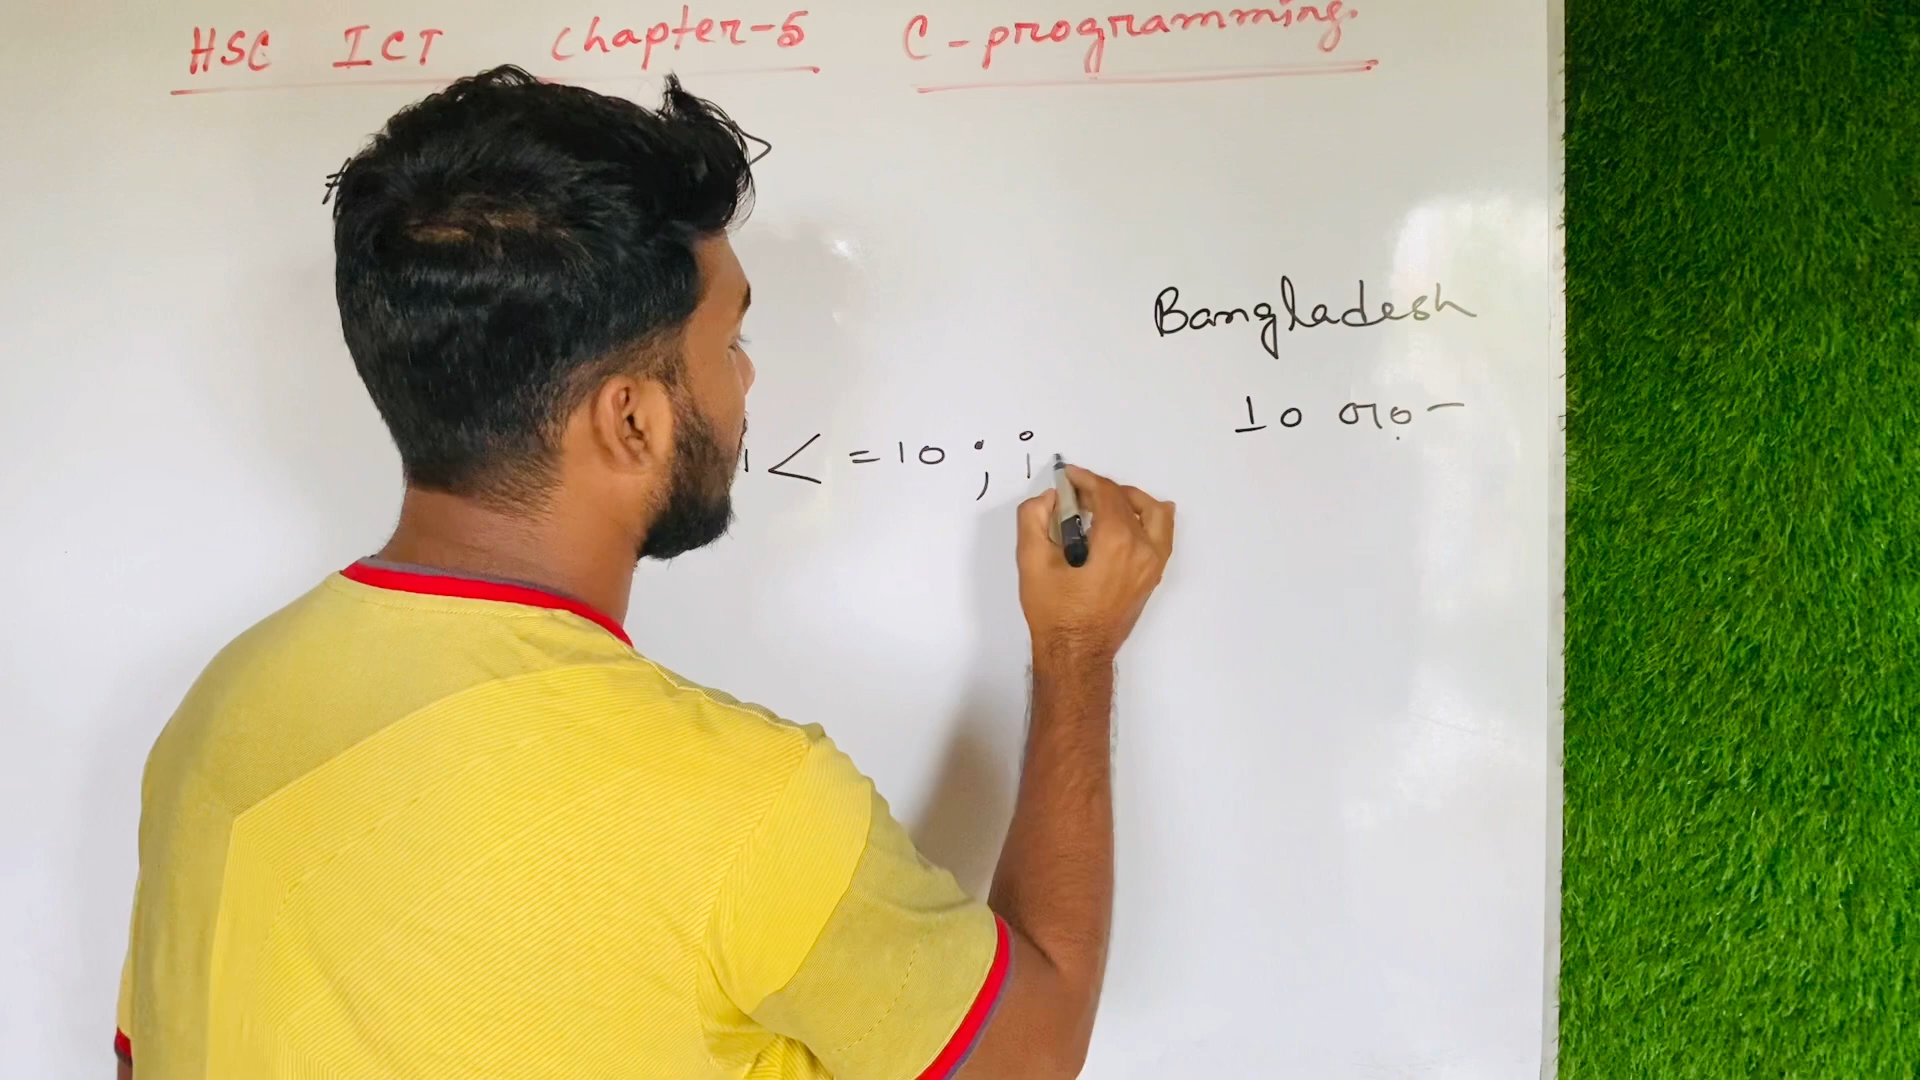 HSC ICT Chapter-5 C-programming.
#
>
Bangladesh
10 বার -
i < = 10 ; i